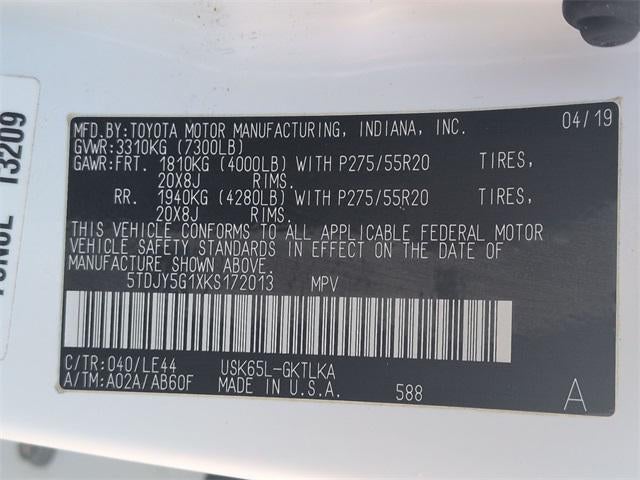 MFD.BY:TOYOTA MOTOR MANUFACTURING, INDIANA, INC. 04/19
GVWR:3310KG (7300LB)
GAWR:FRT. 1810KG (4000LB) WITH P275/55R20 TIRES,
20X8J RIMS.
RR. 1940KG (4280LB) WITH P275/55R20 TIRES,
20X8J RIMS.
THIS VEHICLE CONFORMS TO ALL APPLICABLE FEDERAL MOTOR
VEHICLE SAFETY STANDARDS IN EFFECT ON THE DATE OF
MANUFACTURE SHOWN ABOVE.
5TDJY5G1XKS172013 MPV
C/TR:040/LE44 USK65L-GKTLKA
A/TM:A02A/AB60F MADE IN U.S.A. 588 A
13209